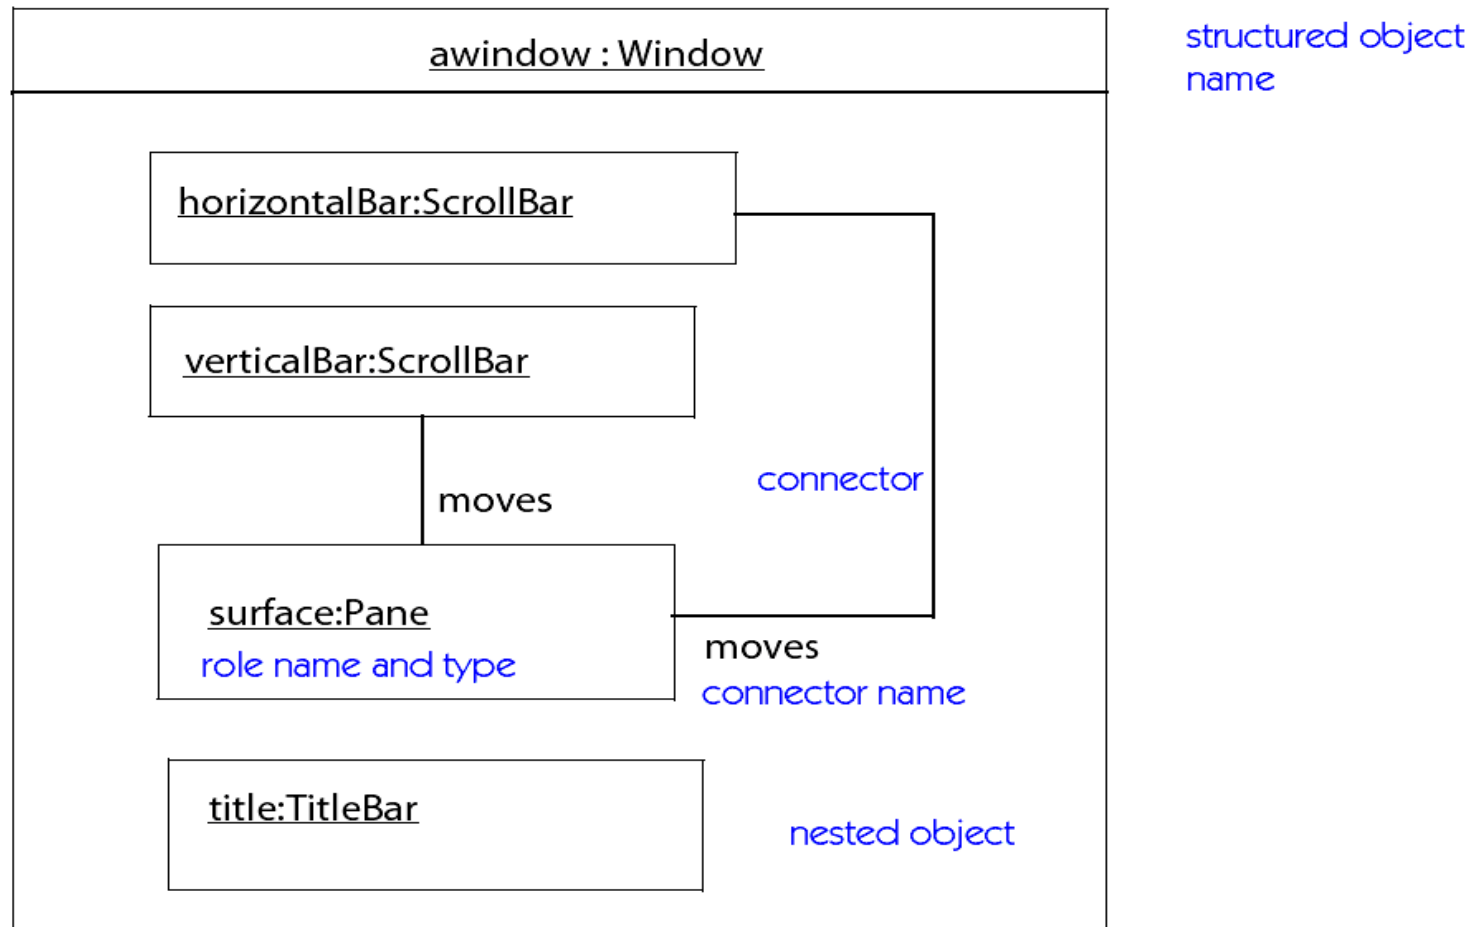 awindow : Window
structured object
name
horizontalBar:ScrollBar
verticalBar:ScrollBar
connector
moves
surface:Pane
role name and type
moves
connector name
title:TitleBar
nested object